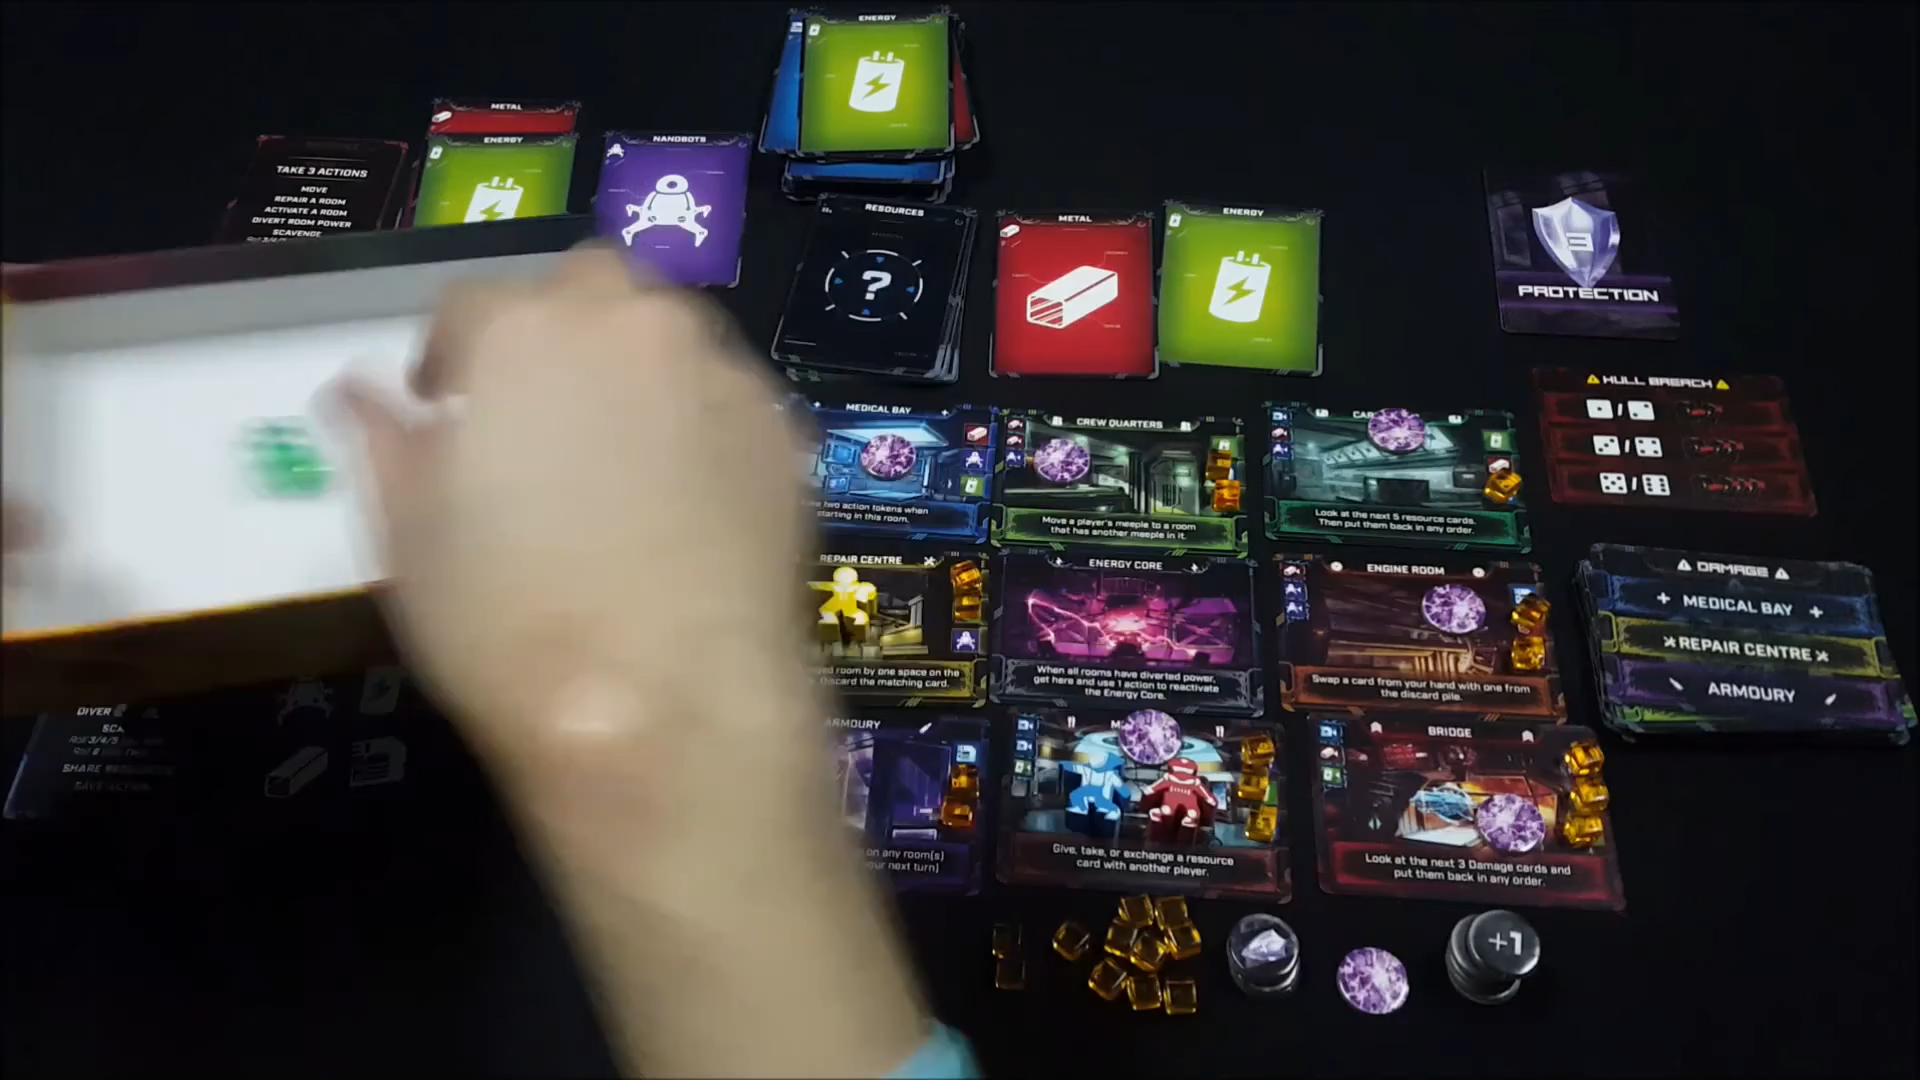 ENERGY
METAL
ENERGY
NANOBOTS
TAKE 3 ACTIONS
MOVE
REPAIR A ROOM
ACTIVATE A ROOM
DIVERT ROOM POWER
SCAVENGE
RESOURCES
?
METAL
ENERGY
3
PROTECTION
HULL BREACH
/
/
/
MEDICAL BAY
two action tokens when
starting in this room.
CREW QUARTERS
Move a player's meeple to a room
that has another meeple in it.
Look at the next 5 resource cards.
Then put them back in any order.
REPAIR CENTRE
room by one space on the
Discard the matching card.
ENERGY CORE
When all rooms have diverted power,
get here and use 1 action to reactivate
the Energy Core.
ENGINE ROOM
Swap a card from your hand with one from
the discard pile.
DAMAGE
MEDICAL BAY
REPAIR CENTRE
ARMOURY
ARMOURY
on any room(s)
your next turn)
Give, take, or exchange a resource
card with another player.
BRIDGE
Look at the next 3 Damage cards and
put them back in any order.
DIVER
SHARE RESOURCES
SAVE ACTION
+1